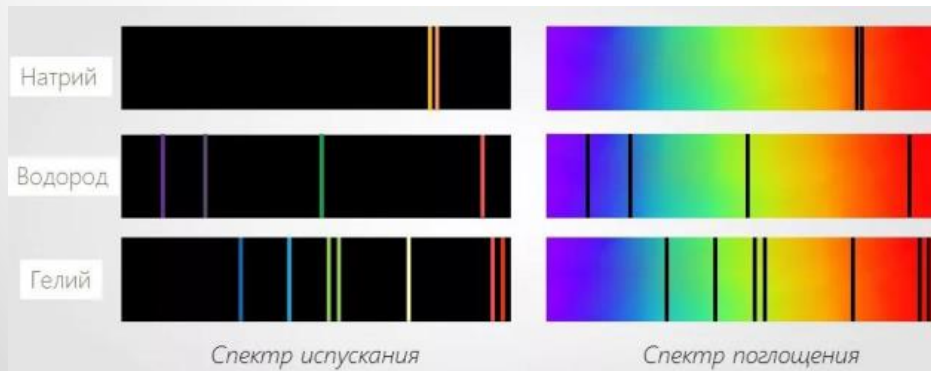 Натрий
Водород
Гелий
Спектр испускания
Спектр поглощения